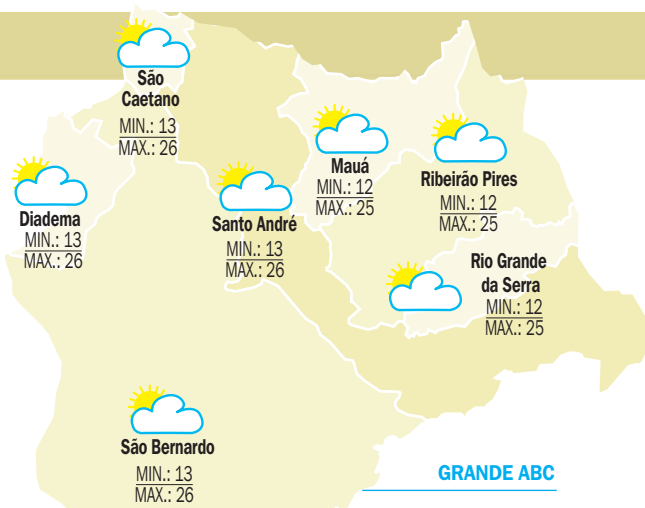 São
Caetano
MIN.: 13
MAX.: 26
Mauá
MIN.: 12
MAX.: 25
Ribeirão Pires
MIN.: 12
MAX.: 25
Diadema
MIN.: 13
MAX.: 26
Santo André
MIN.: 13
MAX.: 26
Rio Grande
da Serra
MIN.: 12
MAX.: 25
São Bernardo
MIN.: 13
MAX.: 26
GRANDE ABC